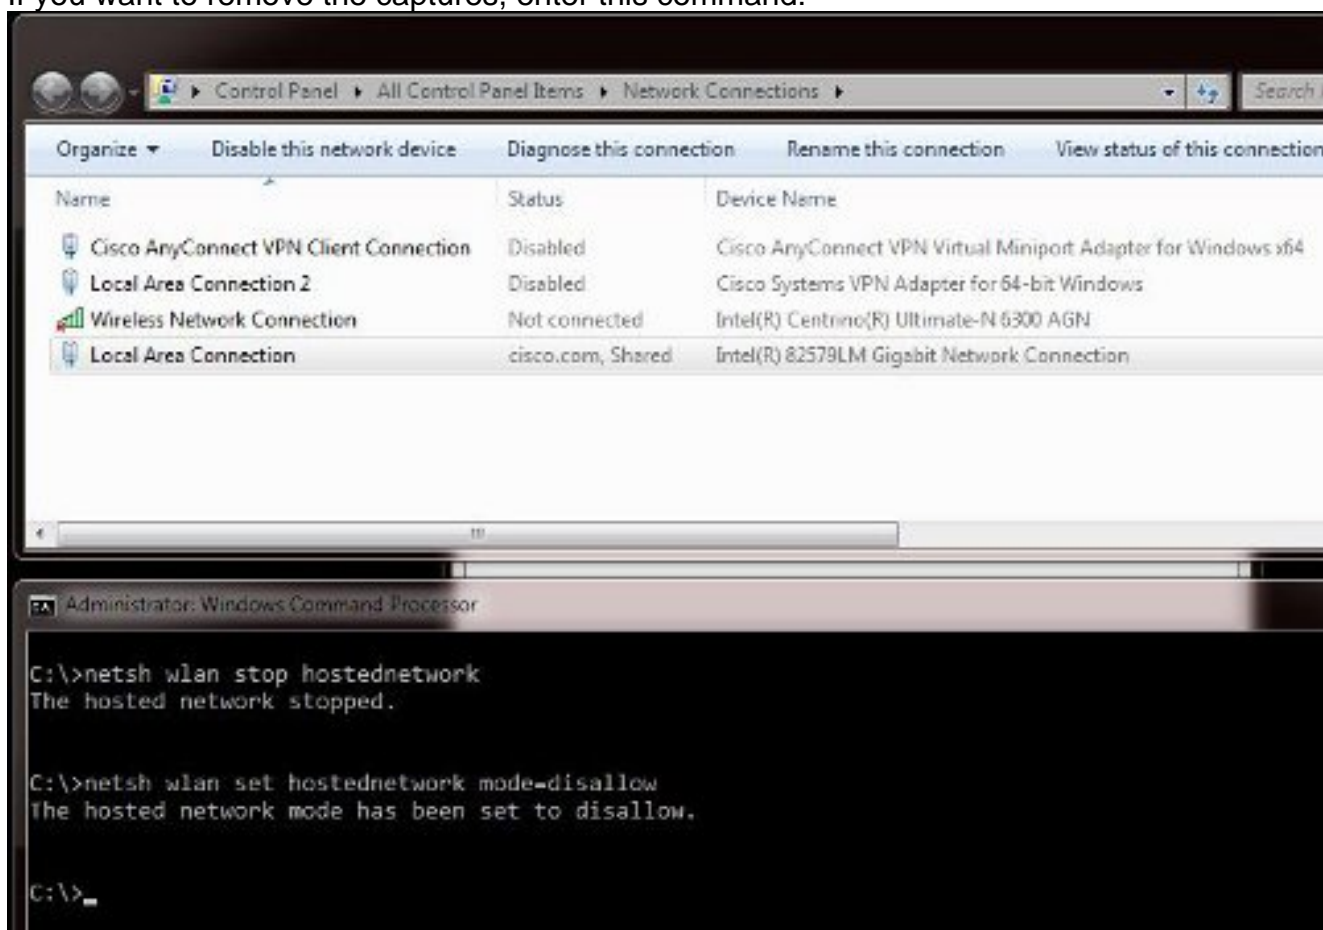 If you want to remove the captures, enter this command:
Control Panel ▸ All Control Panel Items ▸ Network Connections ▸
Search
Organize ▾ Disable this network device Diagnose this connection Rename this connection View status of this connection
Name Status Device Name
Cisco AnyConnect VPN Client Connection Disabled Cisco AnyConnect VPN Virtual Miniport Adapter for Windows x64
Local Area Connection 2 Disabled Cisco Systems VPN Adapter for 64-bit Windows
Wireless Network Connection Not connected Intel(R) Centrino(R) Ultimate-N 6300 AGN
Local Area Connection cisco.com, Shared Intel(R) 82579LM Gigabit Network Connection
Administrator: Windows Command Processor
C:\>netsh wlan stop hostednetwork
The hosted network stopped.
C:\>netsh wlan set hostednetwork mode=disallow
The hosted network mode has been set to disallow.
C:\>_